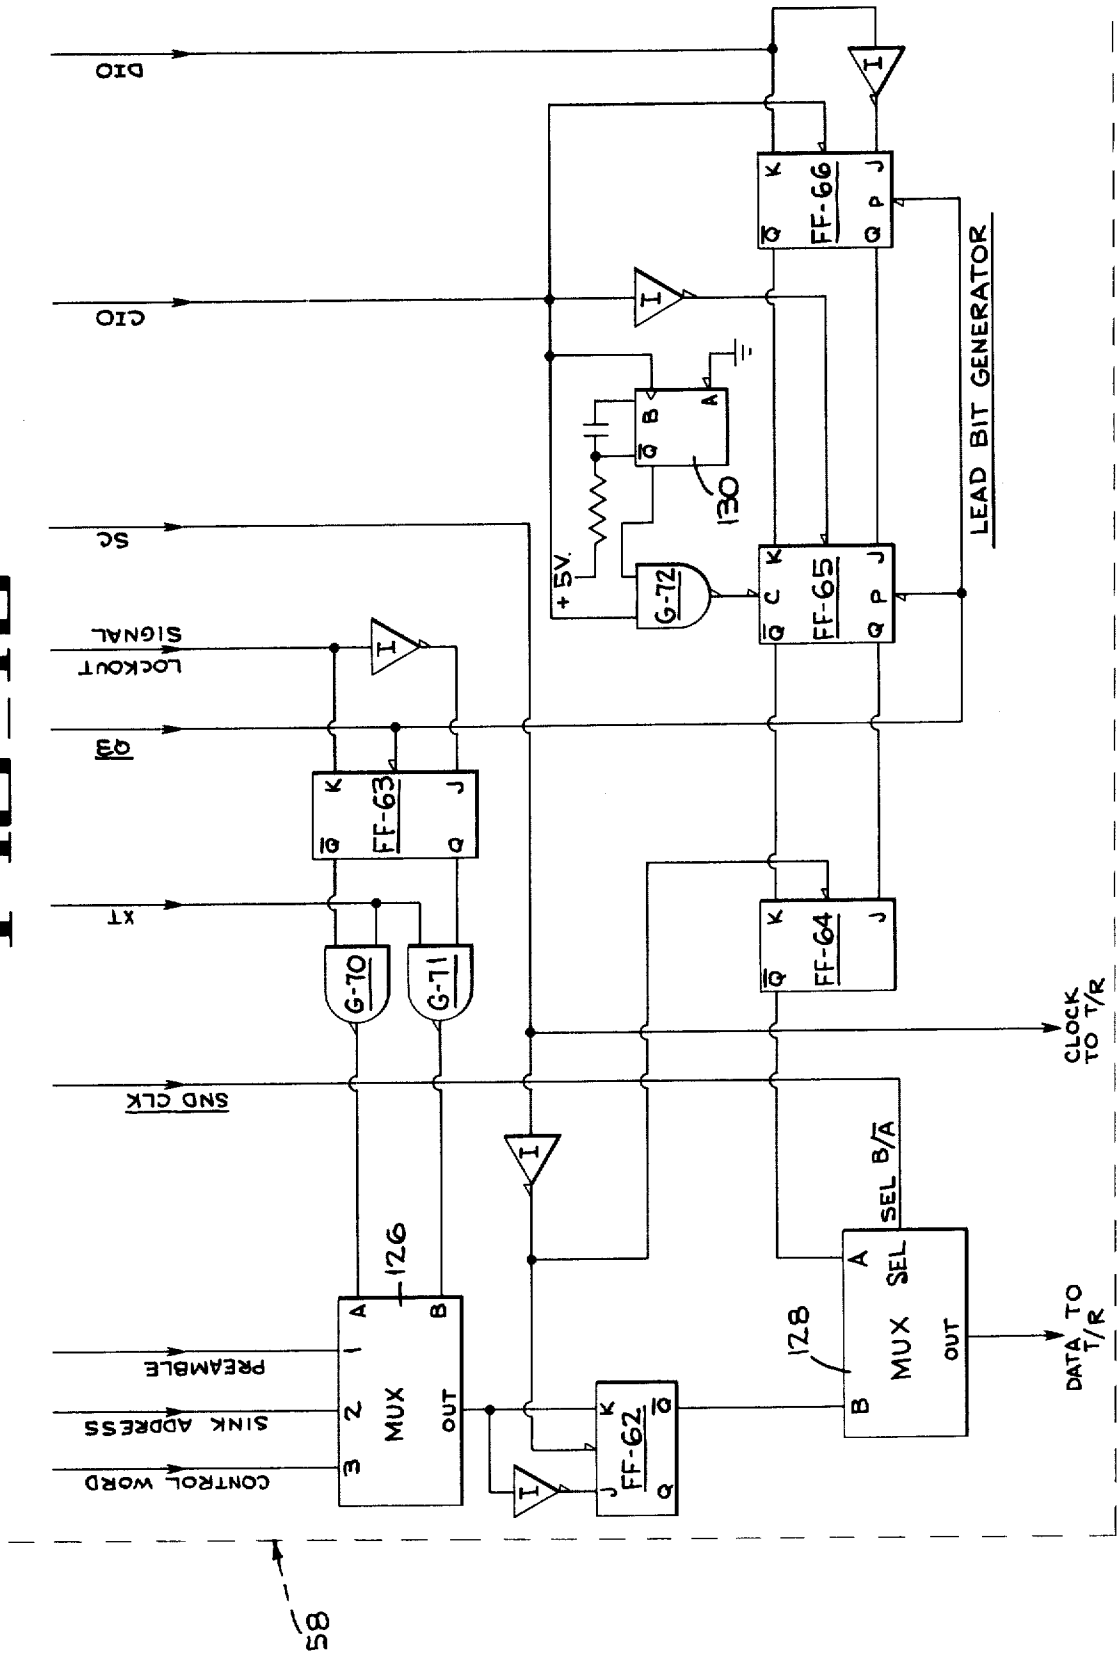 DIO
CIO
SC
LOCKOUT
SIGNAL
Q3
XT
SND CLK
PREAMBLE
SINK ADDRESS
CONTROL WORD
I
K
J
Q̅
Q
P
FF-66
I
B
A
Q̅
130
+5V.
G-72
C
K
J
Q̅
Q
P
FF-65
LEAD BIT GENERATOR
I
K
J
Q̅
Q
FF-63
G-70
G-71
K
J
Q̅
FF-64
CLOCK
TO T/R
I
A
B
1
2
3
MUX
OUT
126
I
J
K
Q
Q̅
FF-62
SEL B/A̅
A
B
SEL
MUX
OUT
128
DATA TO
T/R
58